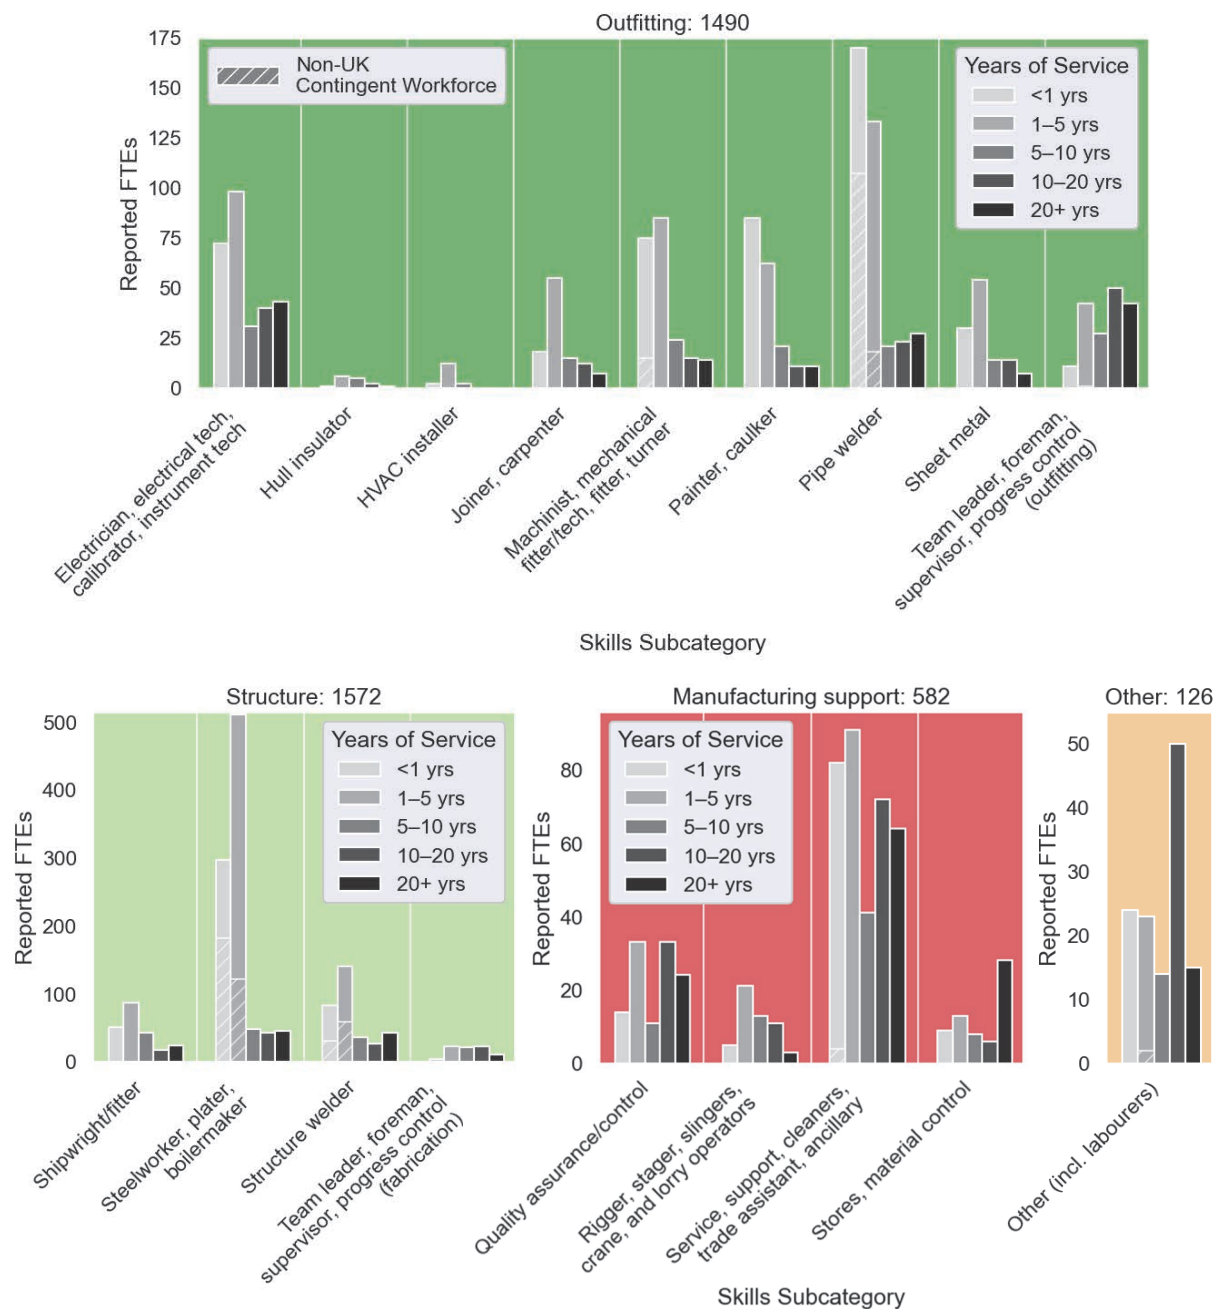 Outfitting: 1490
175
150
125
100
75
50
25
0
Reported FTEs
Non-UK
Contingent Workforce
Years of Service
<1 yrs
1–5 yrs
5–10 yrs
10–20 yrs
20+ yrs
Electrician, electrical tech,
calibrator, instrument tech
Hull insulator
HVAC installer
Joiner, carpenter
Machinist, mechanical
fitter/tech, fitter, turner
Painter, caulker
Pipe welder
Sheet metal
Team leader, foreman,
supervisor, progress control
(outfitting)
Skills Subcategory
Structure: 1572
500
400
300
200
100
0
Reported FTEs
Years of Service
<1 yrs
1–5 yrs
5–10 yrs
10–20 yrs
20+ yrs
Shipwright/fitter
Steelworker, plater,
boilermaker
Structure welder
Team leader, foreman,
supervisor, progress control
(fabrication)
Manufacturing support: 582
80
60
40
20
0
Reported FTEs
Years of Service
<1 yrs
1–5 yrs
5–10 yrs
10–20 yrs
20+ yrs
Quality assurance/control
Rigger, stager, slingers,
crane, and lorry operators
Service, support, cleaners,
trade assistant, ancillary
Stores, material control
Other: 126
50
40
30
20
10
0
Reported FTEs
Other (incl. labourers)
Skills Subcategory